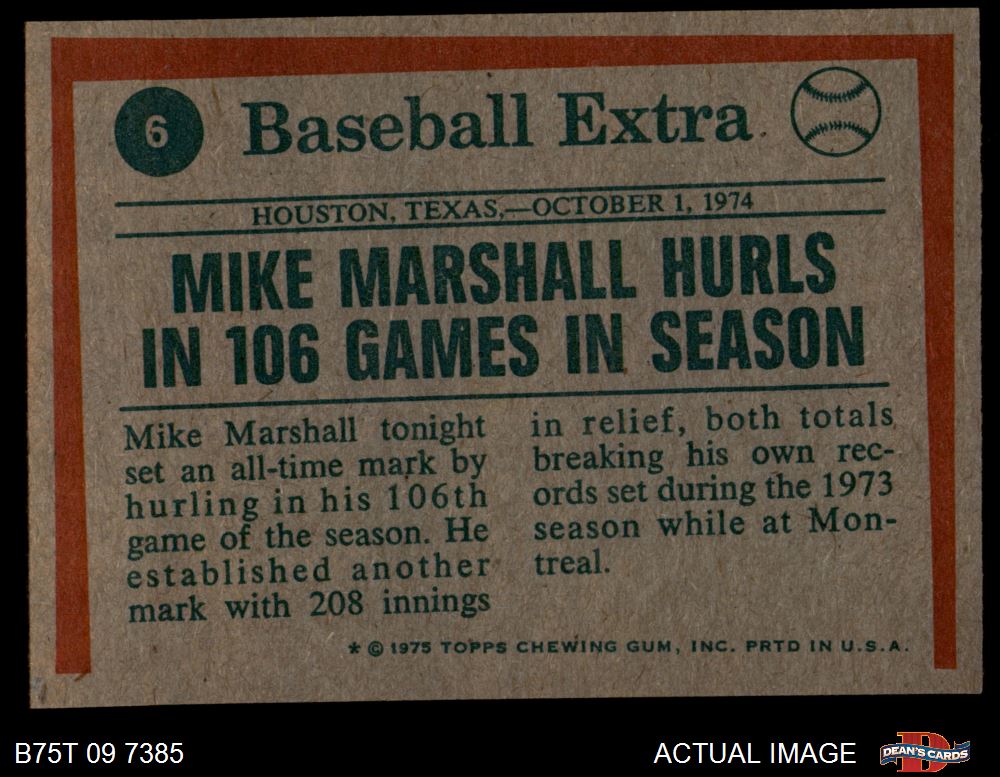 6
Baseball Extra.
HOUSTON, TEXAS,—OCTOBER 1, 1974
MIKE MARSHALL HURLS
IN 106 GAMES IN SEASON
Mike Marshall tonight
set an all-time mark by
hurling in his 106th
game of the season. He
established another
mark with 208 innings
in relief, both totals
breaking his own rec-
ords set during the 1973
season while at Mon-
treal.
* © 1975 TOPPS CHEWING GUM, INC. PRTD IN U.S.A.
B75T 09 7385
ACTUAL IMAGE
D
DEAN'S CARDS